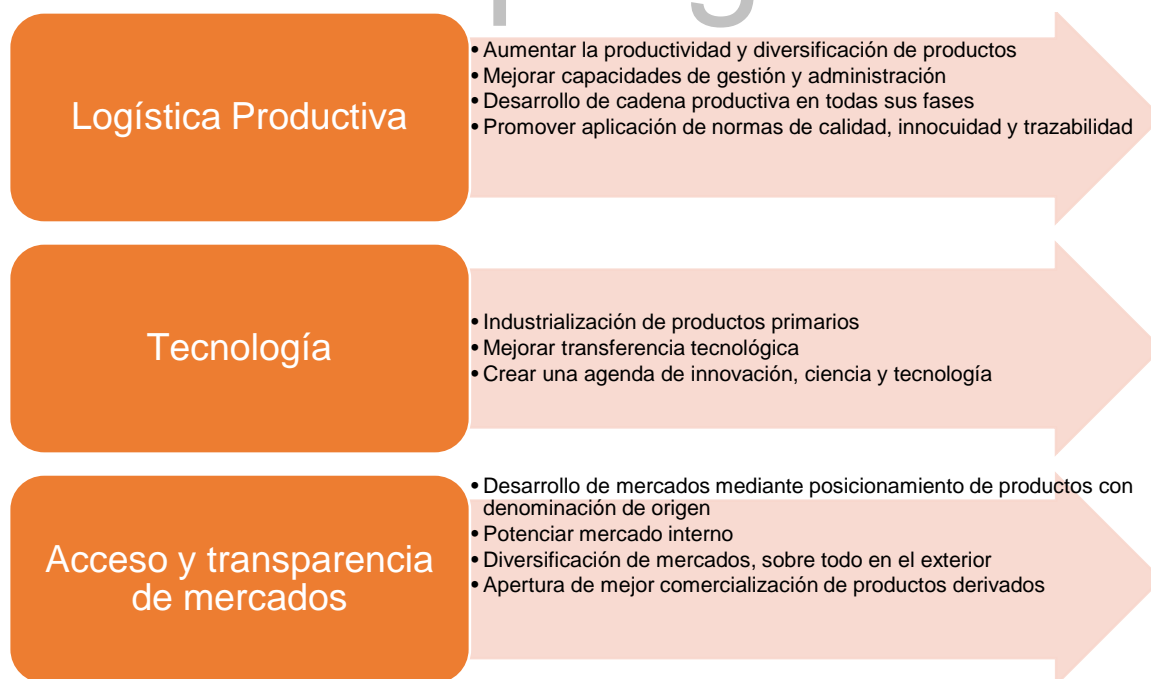 Logística Productiva
• Aumentar la productividad y diversificación de productos
• Mejorar capacidades de gestión y administración
• Desarrollo de cadena productiva en todas sus fases
• Promover aplicación de normas de calidad, innocuidad y trazabilidad
Tecnología
• Industrialización de productos primarios
• Mejorar transferencia tecnológica
• Crear una agenda de innovación, ciencia y tecnología
Acceso y transparencia
de mercados
• Desarrollo de mercados mediante posicionamiento de productos con
denominación de origen
• Potenciar mercado interno
• Diversificación de mercados, sobre todo en el exterior
• Apertura de mejor comercialización de productos derivados